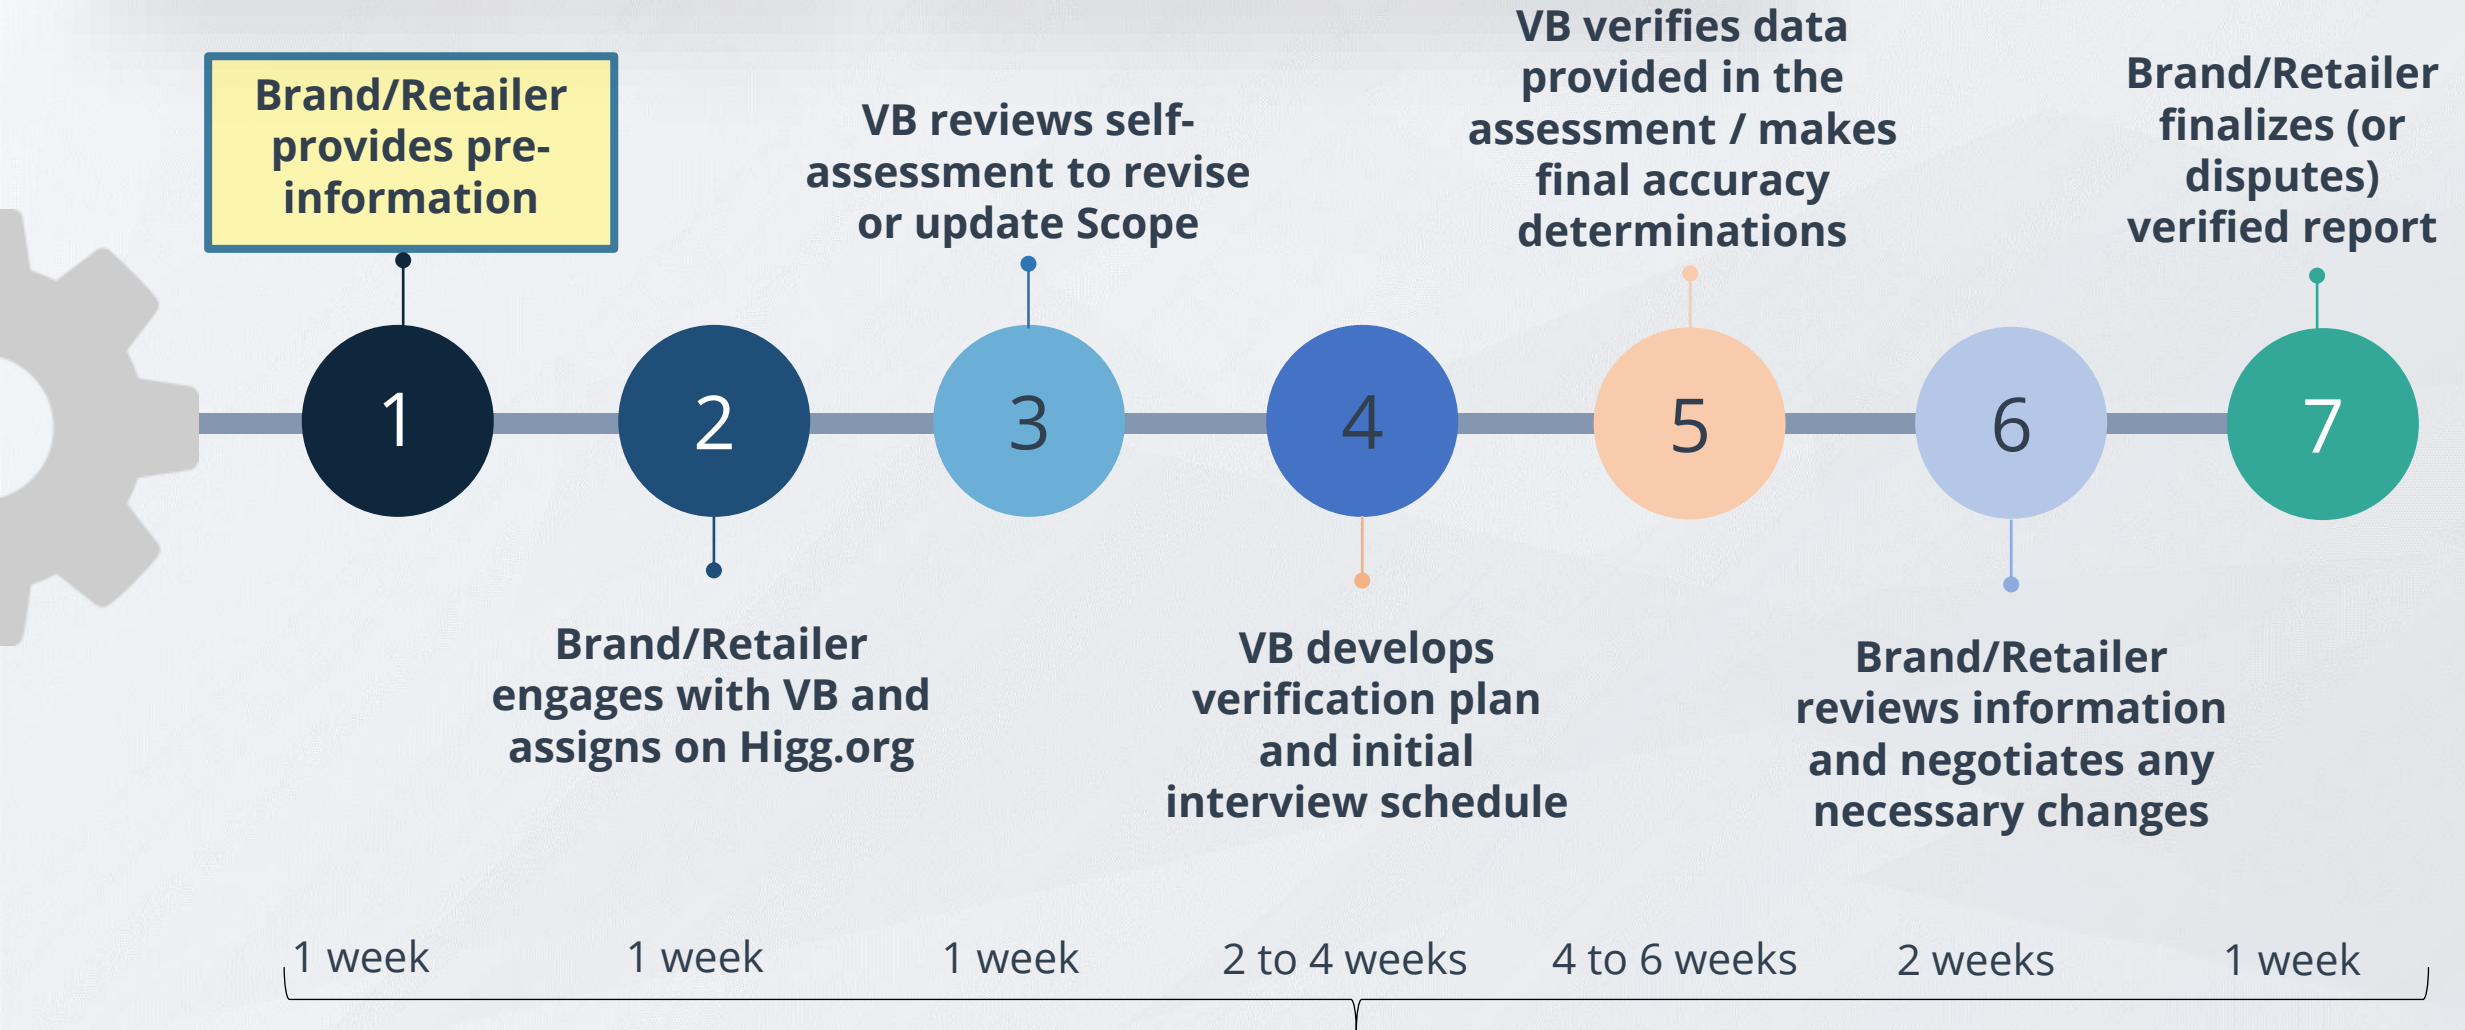 Brand/Retailer
provides pre-
information
VB reviews self-
assessment to revise
or update Scope
VB verifies data
provided in the
assessment / makes
final accuracy
determinations
Brand/Retailer
finalizes (or
disputes)
verified report
1
2
3
4
5
6
7
Brand/Retailer
engages with VB and
assigns on Higg.org
VB develops
verification plan
and initial
interview schedule
Brand/Retailer
reviews information
and negotiates any
necessary changes
1 week
1 week
1 week
2 to 4 weeks
4 to 6 weeks
2 weeks
1 week